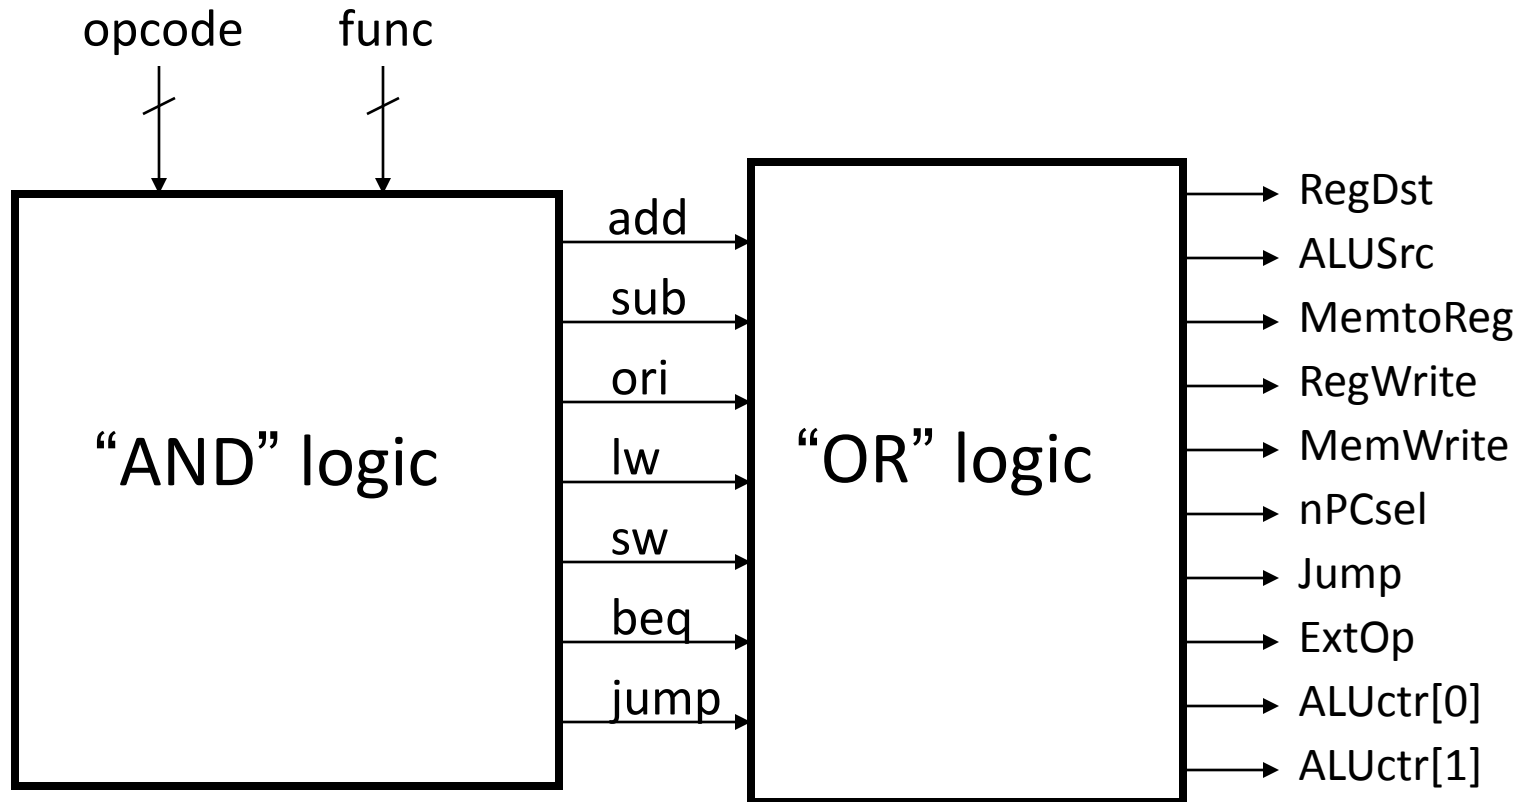 opcode
func
add
sub
ori
lw
sw
beq
jump
“AND” logic
“OR” logic
RegDst
ALUSrc
MemtoReg
RegWrite
MemWrite
nPCsel
Jump
ExtOp
ALUctr[0]
ALUctr[1]